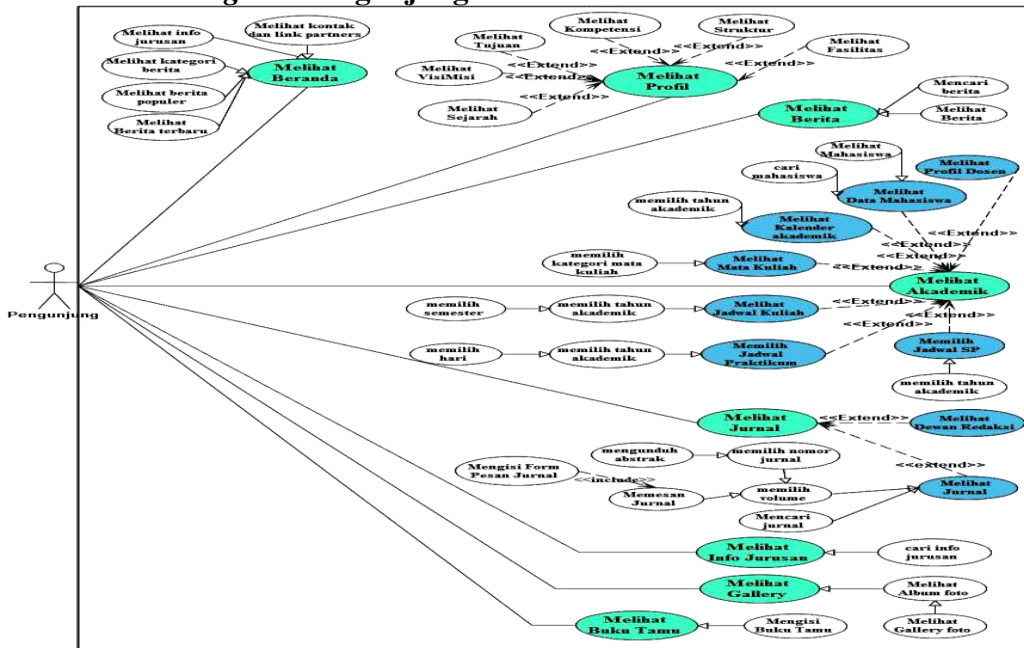 Melihat info
jurusan
Melihat kontak
dan link partners
Melihat kategori
berita
Melihat
Beranda
Melihat berita
populer
Melihat
Berita terbaru
Melihat
Tujuan
Melihat
Kompetensi
Melihat
Struktur
Melihat
Fasilitas
<<Extend>>
<<Extend>>
Melihat
VisiMisi
<<Extend>>
<<Extend>>
Melihat
Profil
<<Extend>>
Melihat
Sejarah
Melihat
Berita
Mencari
berita
Melihat
Berita
Melihat
Mahasiswa
cari
mahasiswa
Melihat
Profil Dosen
Melihat
Data Mahasiswa
memilih tahun
akademik
Melihat
Kalender
akademik
<<Extend>>
<<Extend>>
memilih
kategori mata
kuliah
Melihat
Mata Kuliah
<<Extend>>
Melihat
Akademik
Pengunjung
memilih
semester
memilih tahun
akademik
Melihat
Jadwal Kuliah
<<Extend>>
<<Extend>>
memilih
hari
memilih tahun
akademik
Memilih
Jadwal
Praktikum
Memilih
Jadwal SP
memilih tahun
akademik
Melihat
Jurnal
<<Extend>>
Melihat
Dewan Redaksi
mengunduh
abstrak
memilih nomor
jurnal
<<extend>>
Mengisi Form
Pesan Jurnal
<<include>>
Memesan
Jurnal
memilih
volume
Melihat
Jurnal
Mencari
jurnal
Melihat
Info Jurusan
cari info
jurusan
Melihat
Gallery
Melihat
Album foto
Melihat
Buku Tamu
Mengisi
Buku Tamu
Melihat
Gallery foto